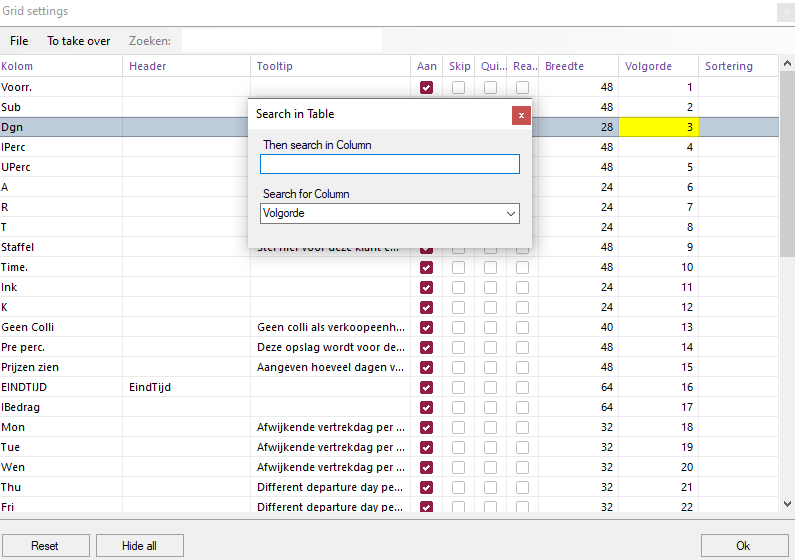 Grid settings
x
File To take over Zoeken:
Kolom Header Tooltip Aan Skip Qui... Rea.. Breedte Volgorde Sortering
Voorr. 48 1
Sub 48 2
Dgn 28 3
IPerc 48 4
UPerc 48 5
A 24 6
R 24 7
T 24 8
Staffel 48 9
Time. 48 10
Ink 24 11
K 24 12
Geen Colli Geen colli als verkoopeenh... 40 13
Pre perc. Deze opslag wordt voor de... 48 14
Prijzen zien Aangeven hoeveel dagen v... 48 15
EINDTIJD EindTijd 64 16
IBedrag 64 17
Mon Afwijkende vertrekdag per ... 32 18
Tue Afwijkende vertrekdag per ... 32 19
Wen Afwijkende vertrekdag per ... 32 20
Thu Different departure day pe... 32 21
Fri Different departure day pe... 32 22
Search in Table
x
Then search in Column
Search for Column
Volgorde
Reset Hide all Ok